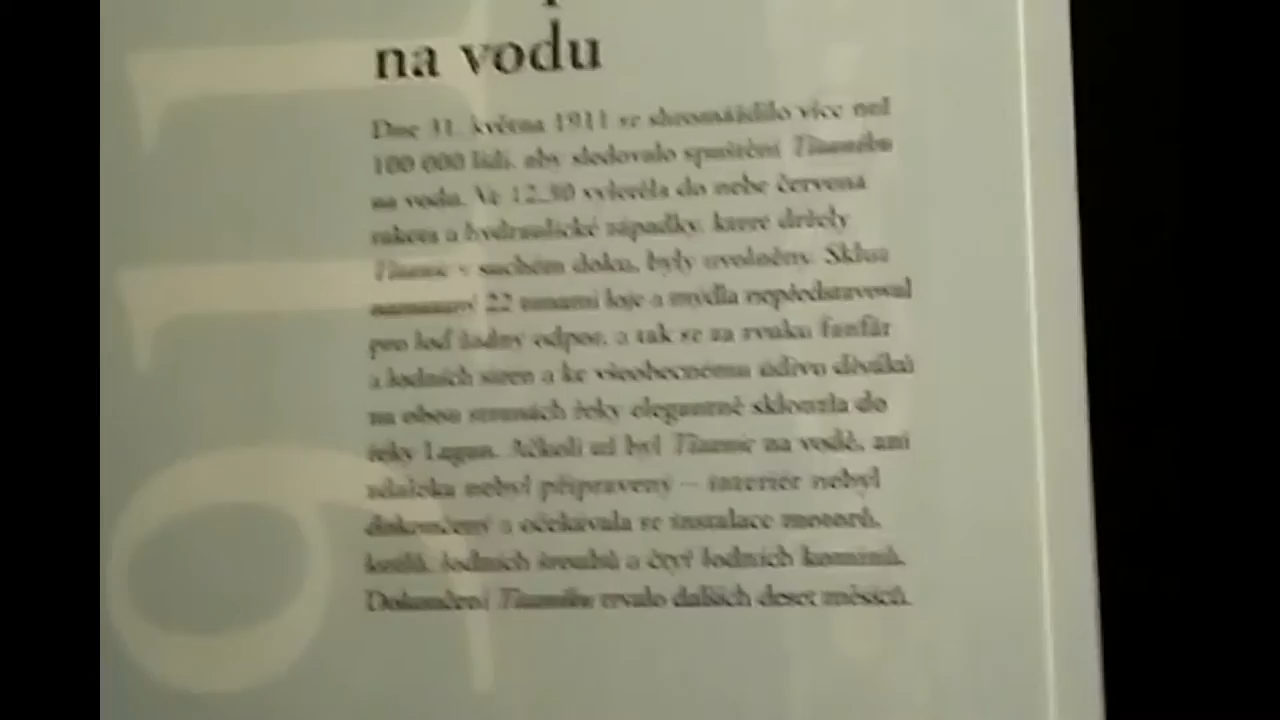 na vodu
Dne 31. května 1911 se shromáždilo více než
100 000 lidí, aby sledovalo spuštění Titaniku
na vodu. Ve 12.30 vyletěla do nebe červená
raketa a hydraulické západky, které držely
Titanic v suchém doku, byly uvolněny. Skluz
namazaný 22 tunami loje a mýdla nepředstavoval
pro loď žádný odpor, a tak se za zvuku fanfár
a lodních siren a ke všeobecnému údivu diváků
na obou stranách řeky elegantně sklouzla do
řeky Lagan. Ačkoli už byl Titanic na vodě, ani
zdaleka nebyl připravený – interiér nebyl
dokončený a očekávala se instalace motorů,
kotlů, lodních šroubů a čtyř lodních komínů.
Dokončení Titaniku trvalo dalších deset měsíců.
191